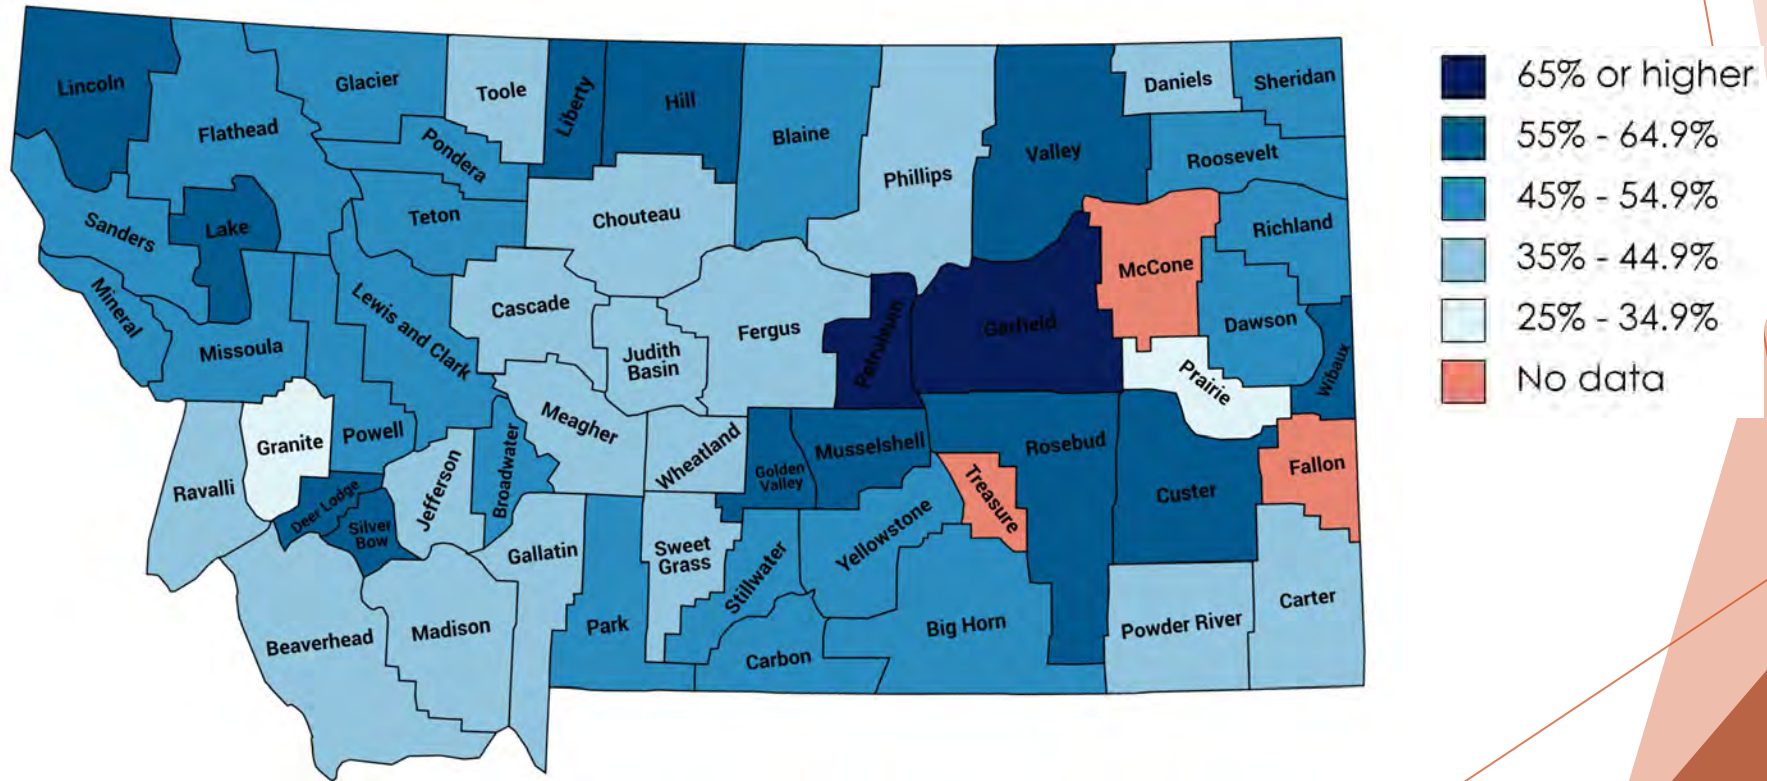 Lincoln
Flathead
Glacier
Toole
Liberty
Hill
Blaine
Phillips
Valley
Daniels
Sheridan
Roosevelt
Pondera
Teton
Chouteau
Sanders
Lake
Richland
McCone
Mineral
Missoula
Lewis and Clark
Cascade
Judith
Basin
Fergus
Petroleum
Garfield
Dawson
Wibaux
Prairie
Granite
Powell
Meagher
Wheatland
Golden
Valley
Musselshell
Rosebud
Treasure
Custer
Fallon
Ravalli
Deer Lodge
Silver
Bow
Jefferson
Broadwater
Gallatin
Sweet
Grass
Stillwater
Yellowstone
Beaverhead
Madison
Park
Carbon
Big Horn
Powder River
Carter
65% or higher
55% - 64.9%
45% - 54.9%
35% - 44.9%
25% - 34.9%
No data